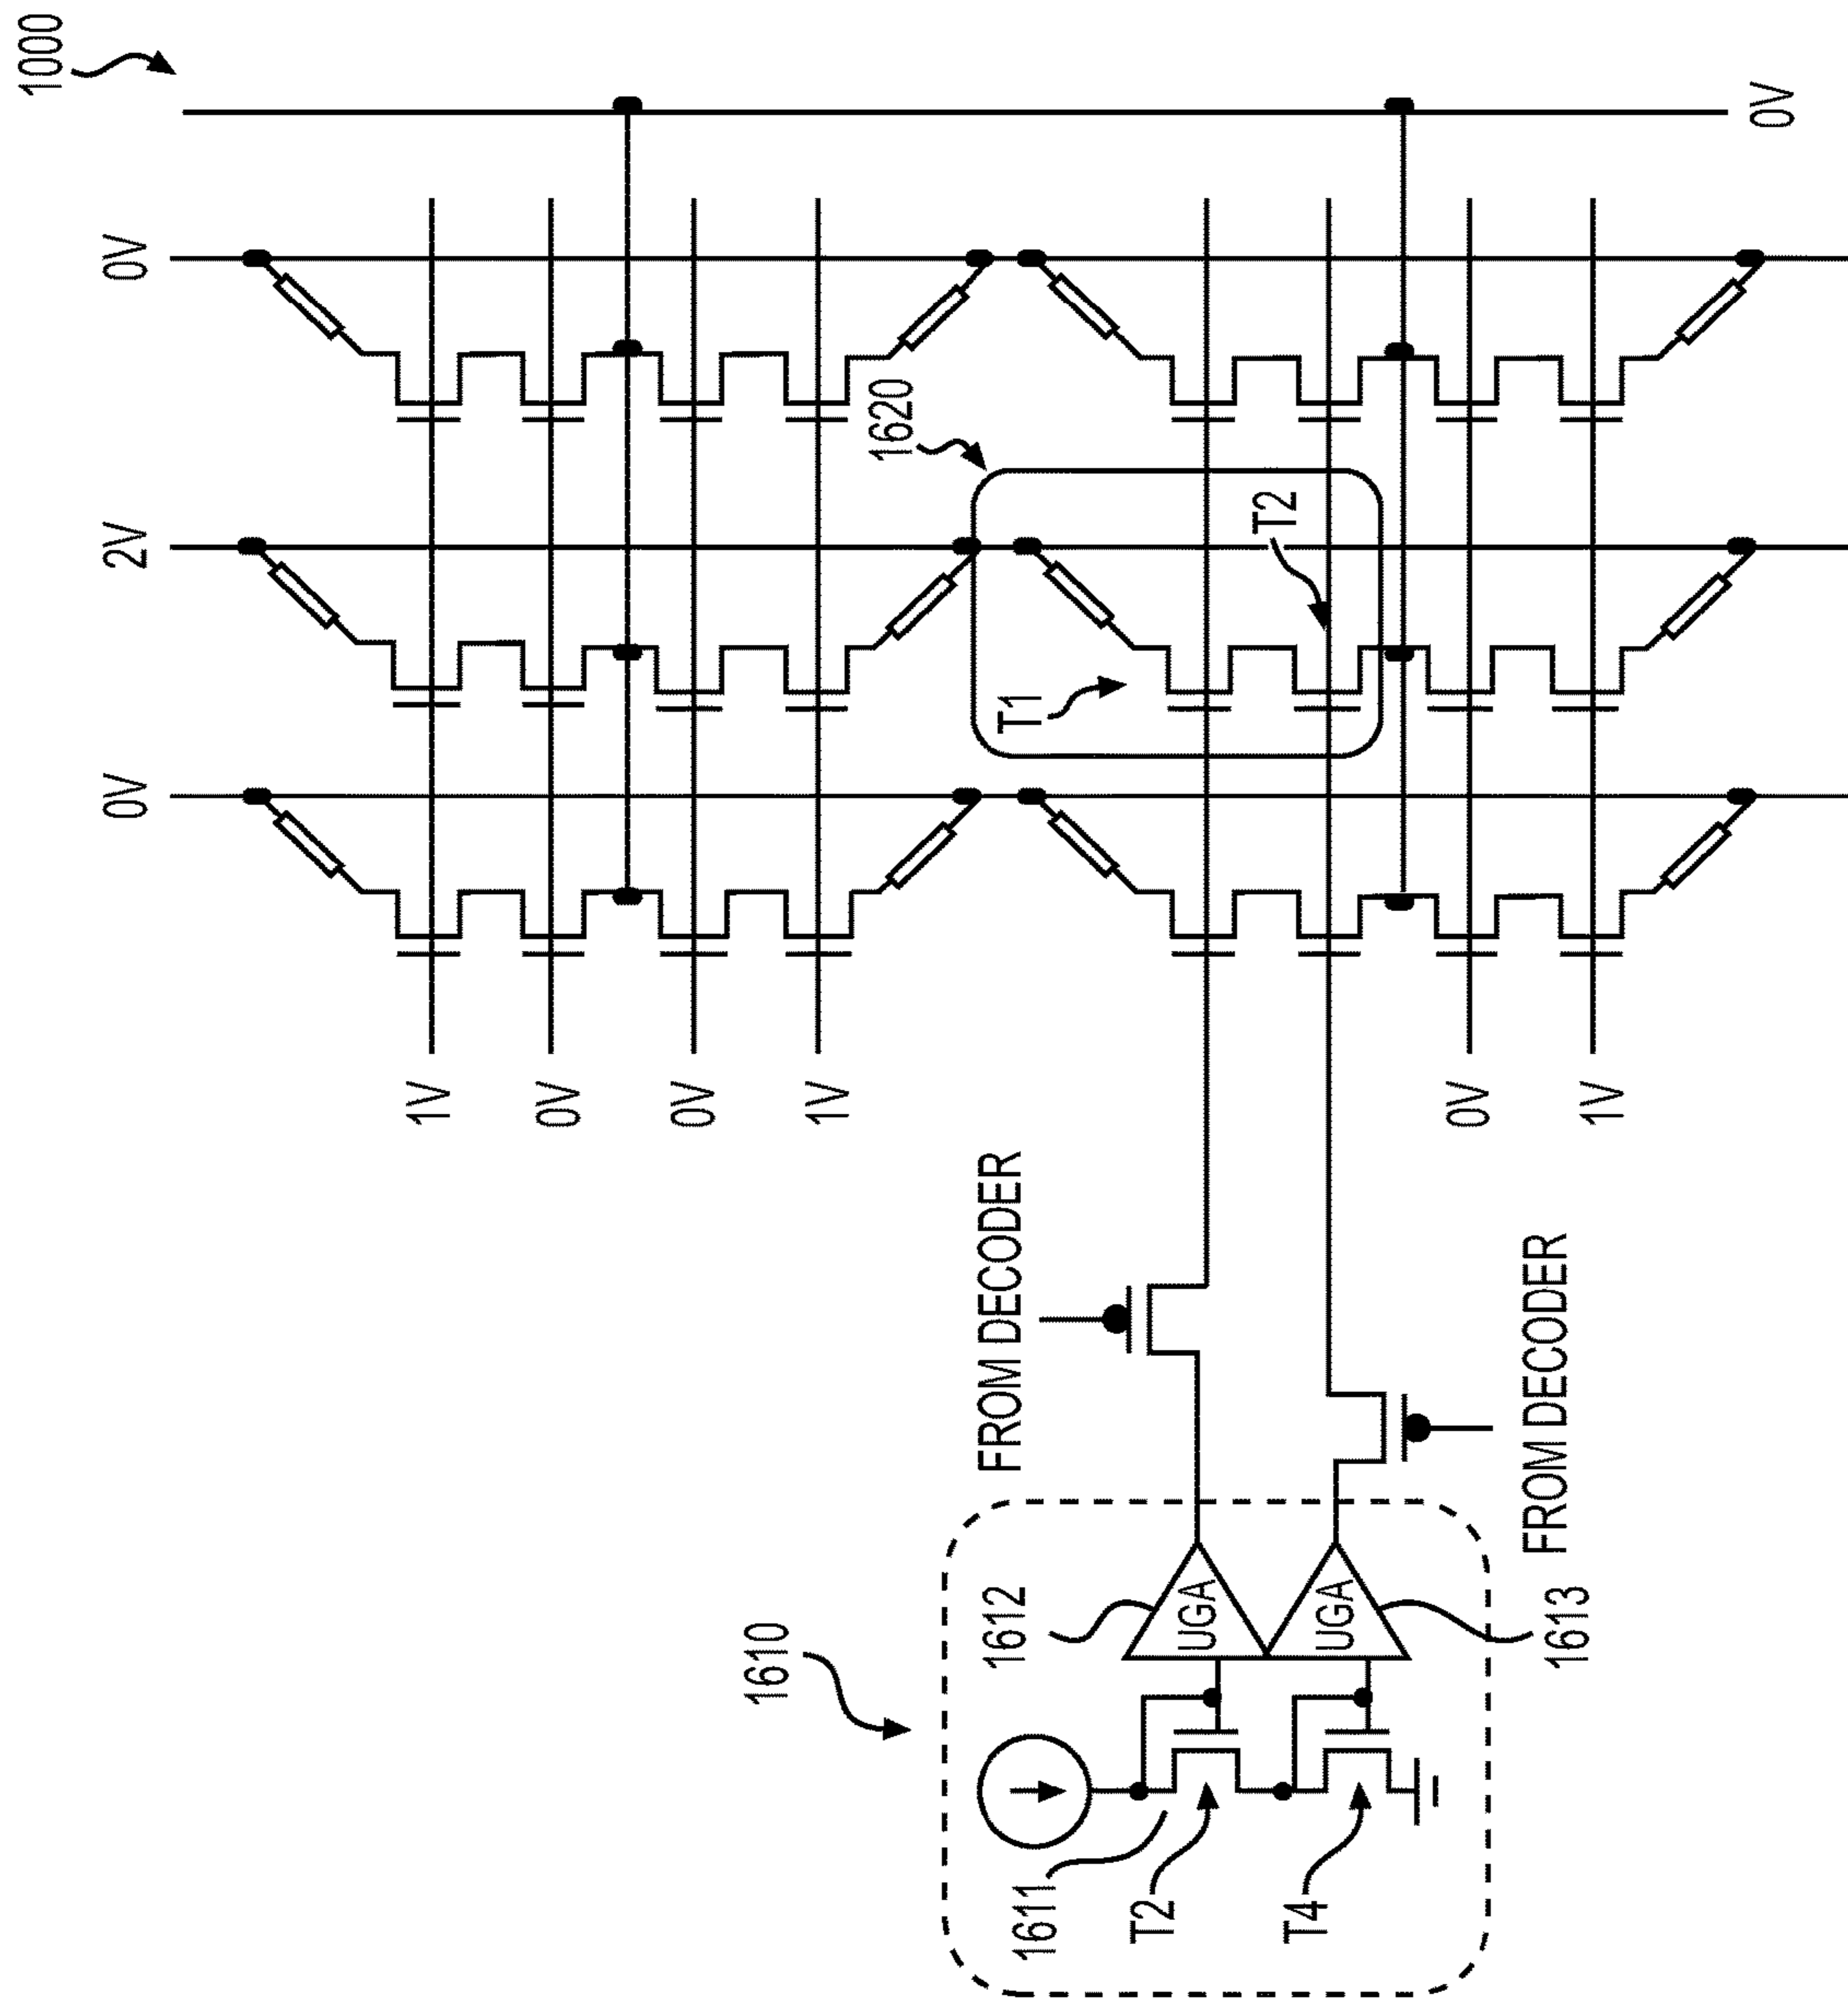 1000
0V
2V
0V
0V
1V
0V
0V
1V
0V
1V
1620
T1
T2
FROM DECODER
FROM DECODER
1610
1612
UGA
UGA
1613
1611
T2
T4